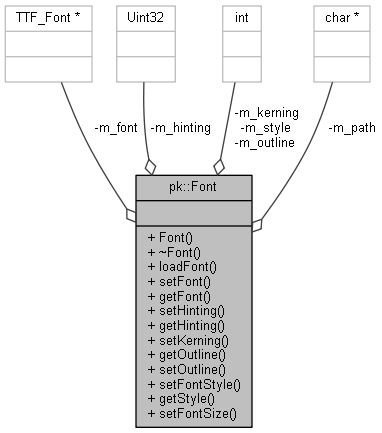 TTF_Font *
Uint32
int
char *
-m_font
-m_hinting
-m_kerning
-m_style
-m_outline
-m_path
pk::Font
+ Font()
+ ~Font()
+ loadFont()
+ setFont()
+ getFont()
+ setHinting()
+ getHinting()
+ setKerning()
+ getOutline()
+ setOutline()
+ setFontStyle()
+ getStyle()
+ setFontSize()